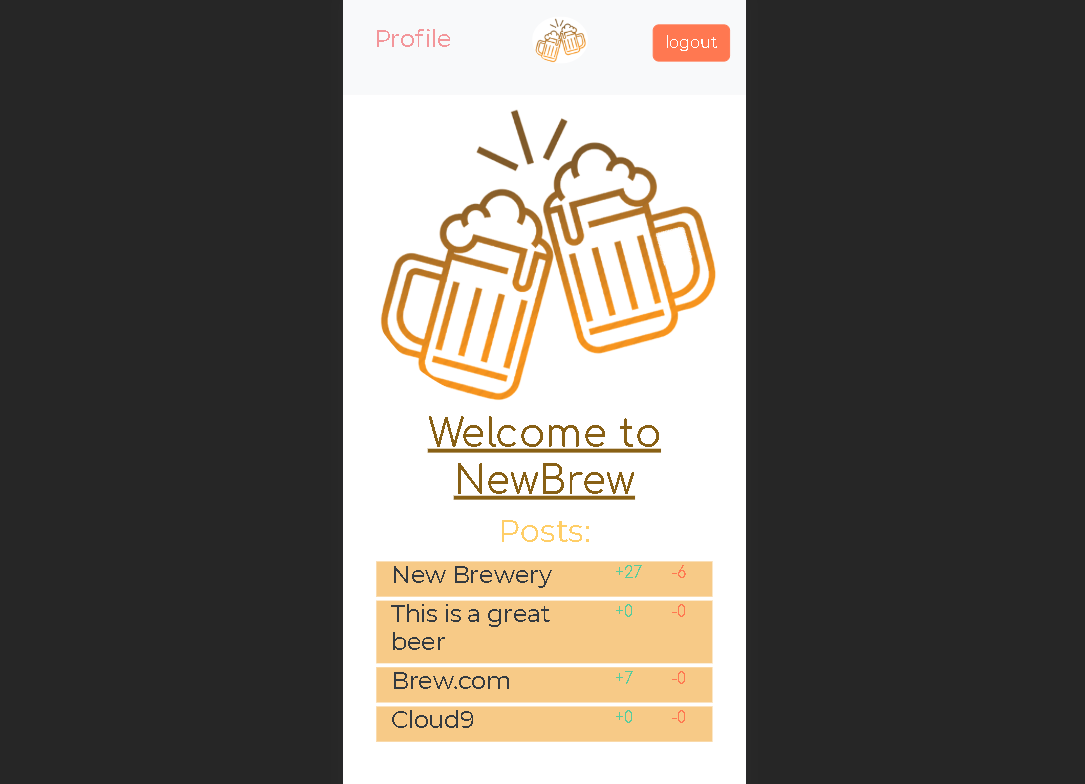 Profile
logout
Welcome to
NewBrew
Posts:
New Brewery +27 -6
This is a great +0 -0
beer
Brew.com +7 -0
Cloud9 +0 -0